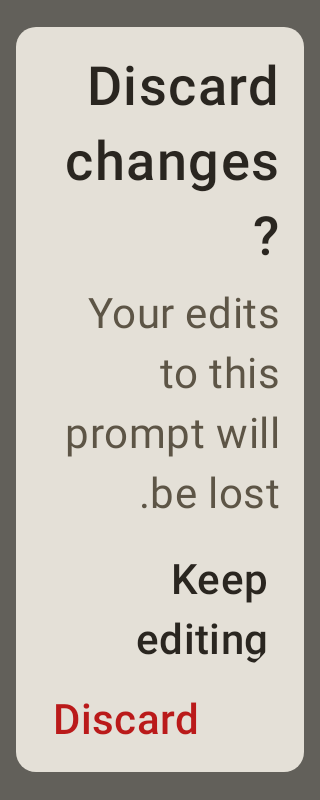 Discard
changes
?
Your edits
to this
prompt will
.be lost
Keep
editing
Discard